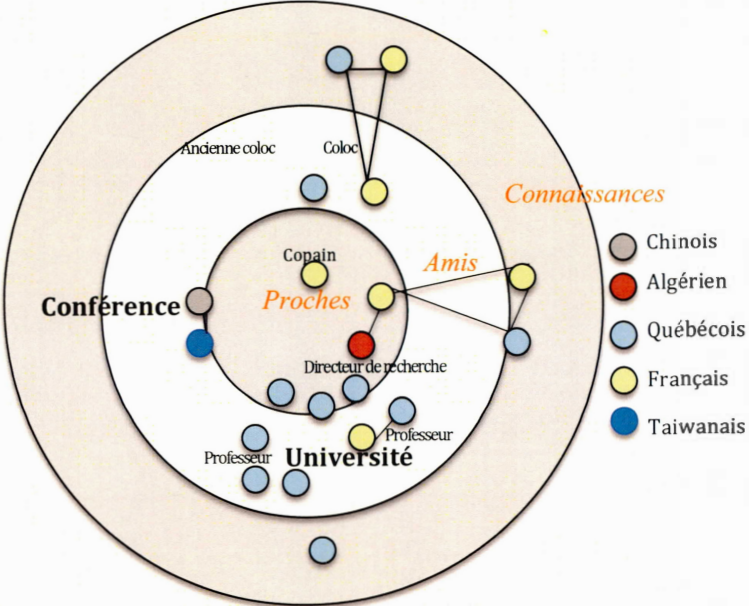 Ancienne coloc
Coloc
Connaissances
Copain
Amis
Proches
Conférence
Directeur de recherche
Professeur
Professeur
Université
Chinois
Algérien
Québécois
Français
Taiwanais